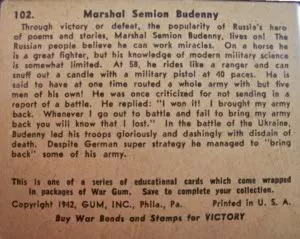 102. Marshal Semion Budenny
Through victory or defeat, the popularity of Russia's hero
of poems and stories, Marshal Semion Budenny, lives on! The
Russian people believe he can work miracles. On a horse he
is a great fighter, but his knowledge of modern military science
is somewhat limited. At 58, he rides like a ranger and can
snuff out a candle with a military pistol at 40 paces. He is
said to have at one time routed a whole army with but five
men of his own! He was once criticized for not sending in a
report of a battle. He replied: "I won it! I brought my army
back. Whenever I go out to battle and fail to bring my army
back you will know that I lost." In the battle of the Ukraine,
Budenny led his troops gloriously and dashingly with disdain of
death. Despite German super strategy he managed to "bring
back" some of his army.
This is one of a series of educational cards which come wrapped
in packages of War Gum. Save to complete your collection.
Copyright 1942, GUM, INC., Phila., Pa. Printed in U. S. A.
Buy War Bonds and Stamps for VICTORY